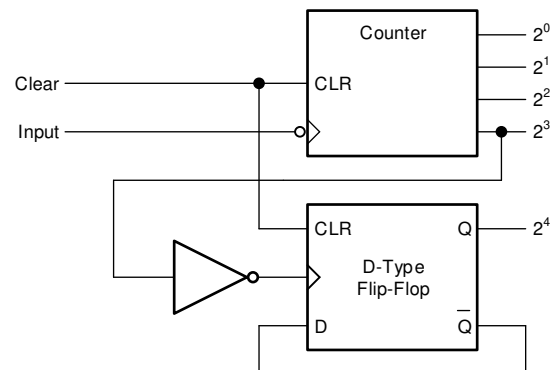 Counter
2⁰
2¹
Clear
CLR
2²
Input
2³
CLR
Q
2⁴
D-Type
Flip-Flop
D
Q̅